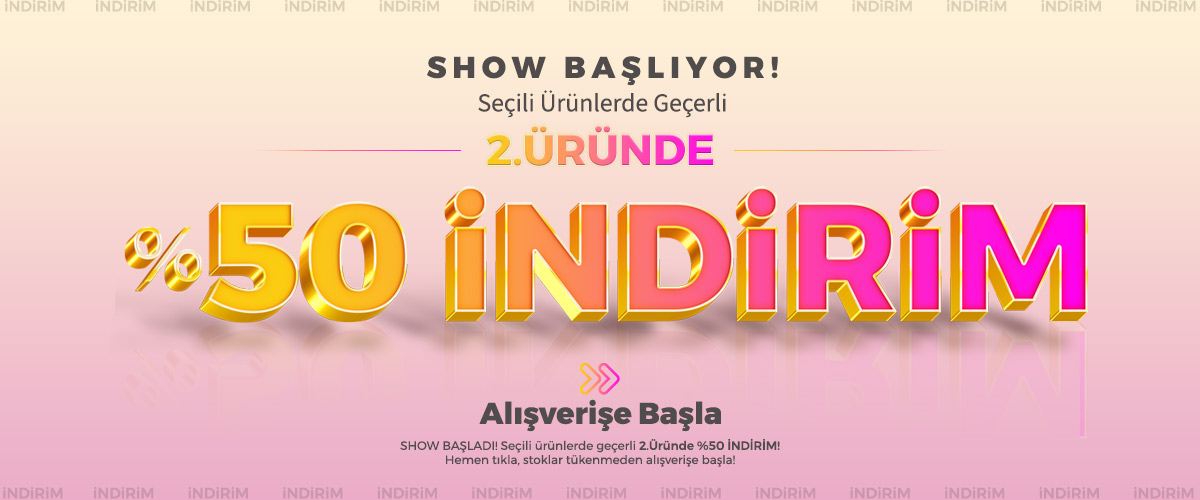 İNDİRİM İNDİRİM İNDİRİM İNDİRİM İNDİRİM İNDİRİM İNDİRİM İNDİRİM İNDİRİM İNDİRİM İNDİRİM İNDİRİM İNDİRİM
SHOW BAŞLIYOR!
Seçili Ürünlerde Geçerli
2.ÜRÜNDE
%50 İNDİRİM
Alışverişe Başla
SHOW BAŞLADI! Seçili ürünlerde geçerli 2.Üründe %50 İNDİRİM!
Hemen tıkla, stoklar tükenmeden alışverişe başla!
İNDİRİM İNDİRİM İNDİRİM İNDİRİM İNDİRİM İNDİRİM İNDİRİM İNDİRİM İNDİRİM İNDİRİM İNDİRİM İNDİRİM İNDİRİM